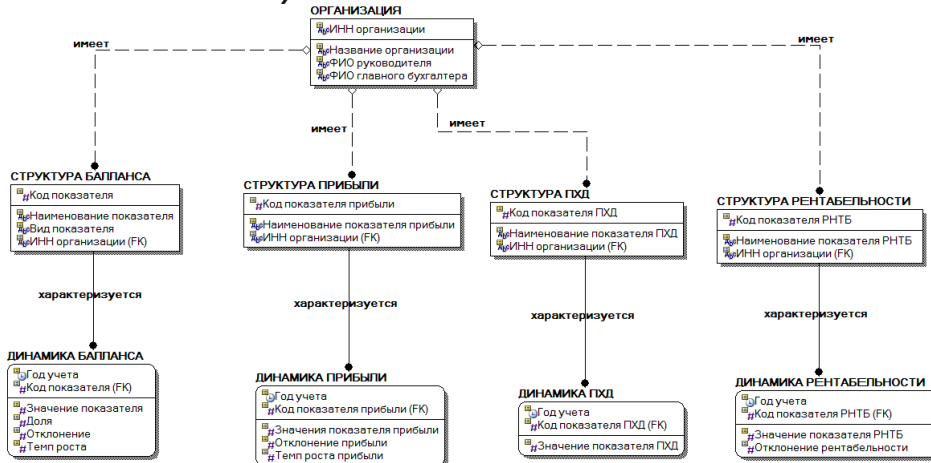 ОРГАНИЗАЦИЯ
ИНН организации
Название организации
ФИО руководителя
ФИО главного бухгалтера
имеет
имеет
имеет
имеет
СТРУКТУРА БАЛЛАНСА
Код показателя
Наименование показателя
Вид показателя
ИНН организации (FK)
СТРУКТУРА ПРИБЫЛИ
Код показателя прибыли
Наименование показателя прибыли
ИНН организации (FK)
СТРУКТУРА ПХД
Код показателя ПХД
Наименование показателя ПХД
ИНН организации (FK)
СТРУКТУРА РЕНТАБЕЛЬНОСТИ
Код показателя РНТБ
Наименование показателя РНТБ
ИНН организации (FK)
характеризуется
характеризуется
характеризуется
характеризуется
ДИНАМИКА БАЛЛАНСА
Год учета
Код показателя (FK)
Значение показателя
Доля
Отклонение
Темп роста
ДИНАМИКА ПРИБЫЛИ
Год учета
Код показателя прибыли (FK)
Значения показателя прибыли
Отклонение прибыли
Темп роста прибыли
ДИНАМИКА ПХД
Год учета
Код показателя ПХД (FK)
Значение показателя ПХД
ДИНАМИКА РЕНТАБЕЛЬНОСТИ
Год учета
Код показателя РНТБ (FK)
Значение показателя РНТБ
Отклонение рентабельности